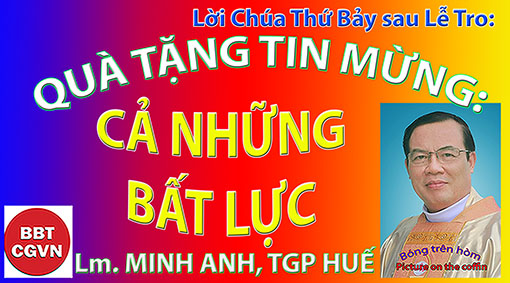 Lời Chúa Thứ Bảy sau Lễ Tro:
QUÀ TẶNG TIN MỪNG:
CẢ NHỮNG
BẤT LỰC
BBT
CGVN
Lm. MINH ANH, TGP HUẾ
Bóng trên hòm
Picture on the coffin